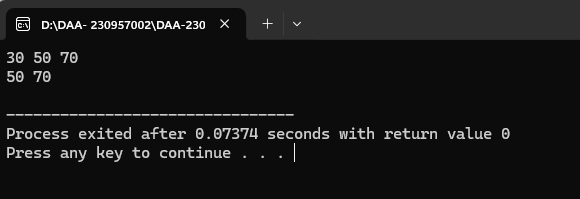 D:\DAA- 230957002\DAA-230
30 50 70
50 70
--------------------------------
Process exited after 0.07374 seconds with return value 0
Press any key to continue . . .